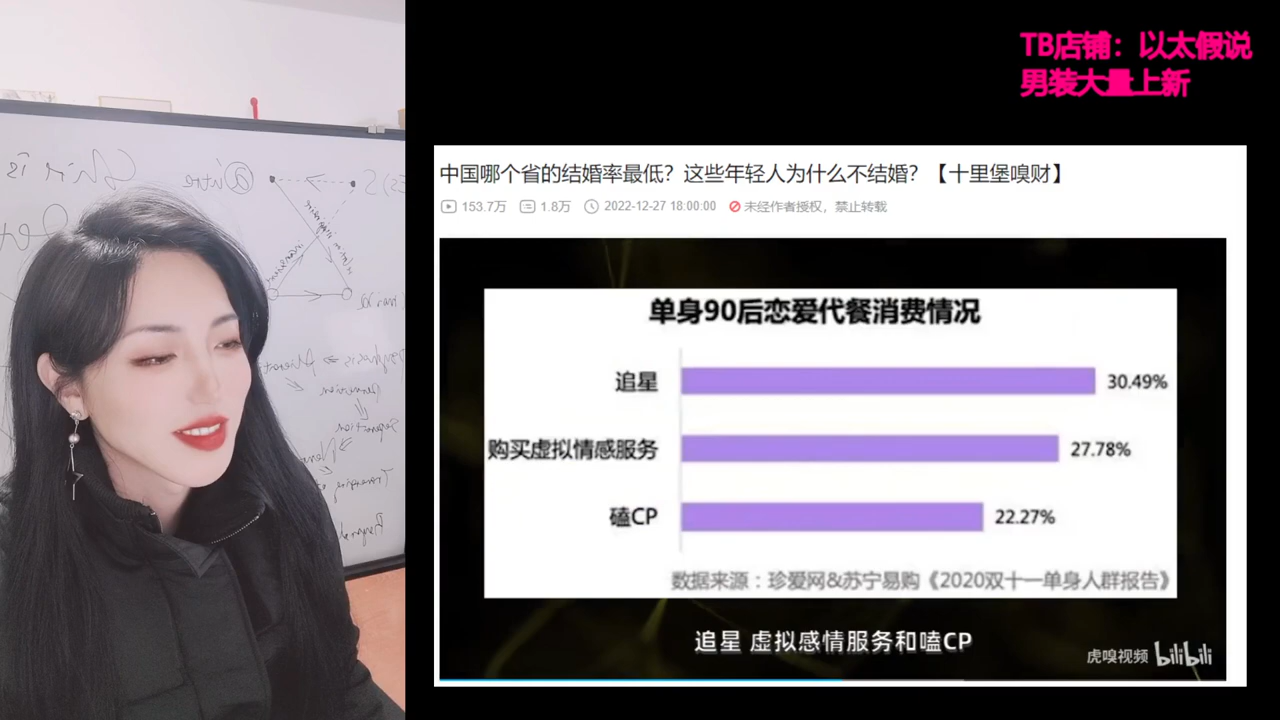 TB店铺：以太假说
男装大量上新
中国哪个省的结婚率最低？这些年轻人为什么不结婚？【十里堡嗅财】
153.7万 1.8万 2022-12-27 18:00:00 未经作者授权，禁止转载
单身90后恋爱代餐消费情况
追星 30.49%
购买虚拟情感服务 27.78%
磕CP 22.27%
数据来源：珍爱网&苏宁易购《2020双十一单身人群报告》
追星 虚拟感情服务和嗑CP
虎嗅视频 bilibili